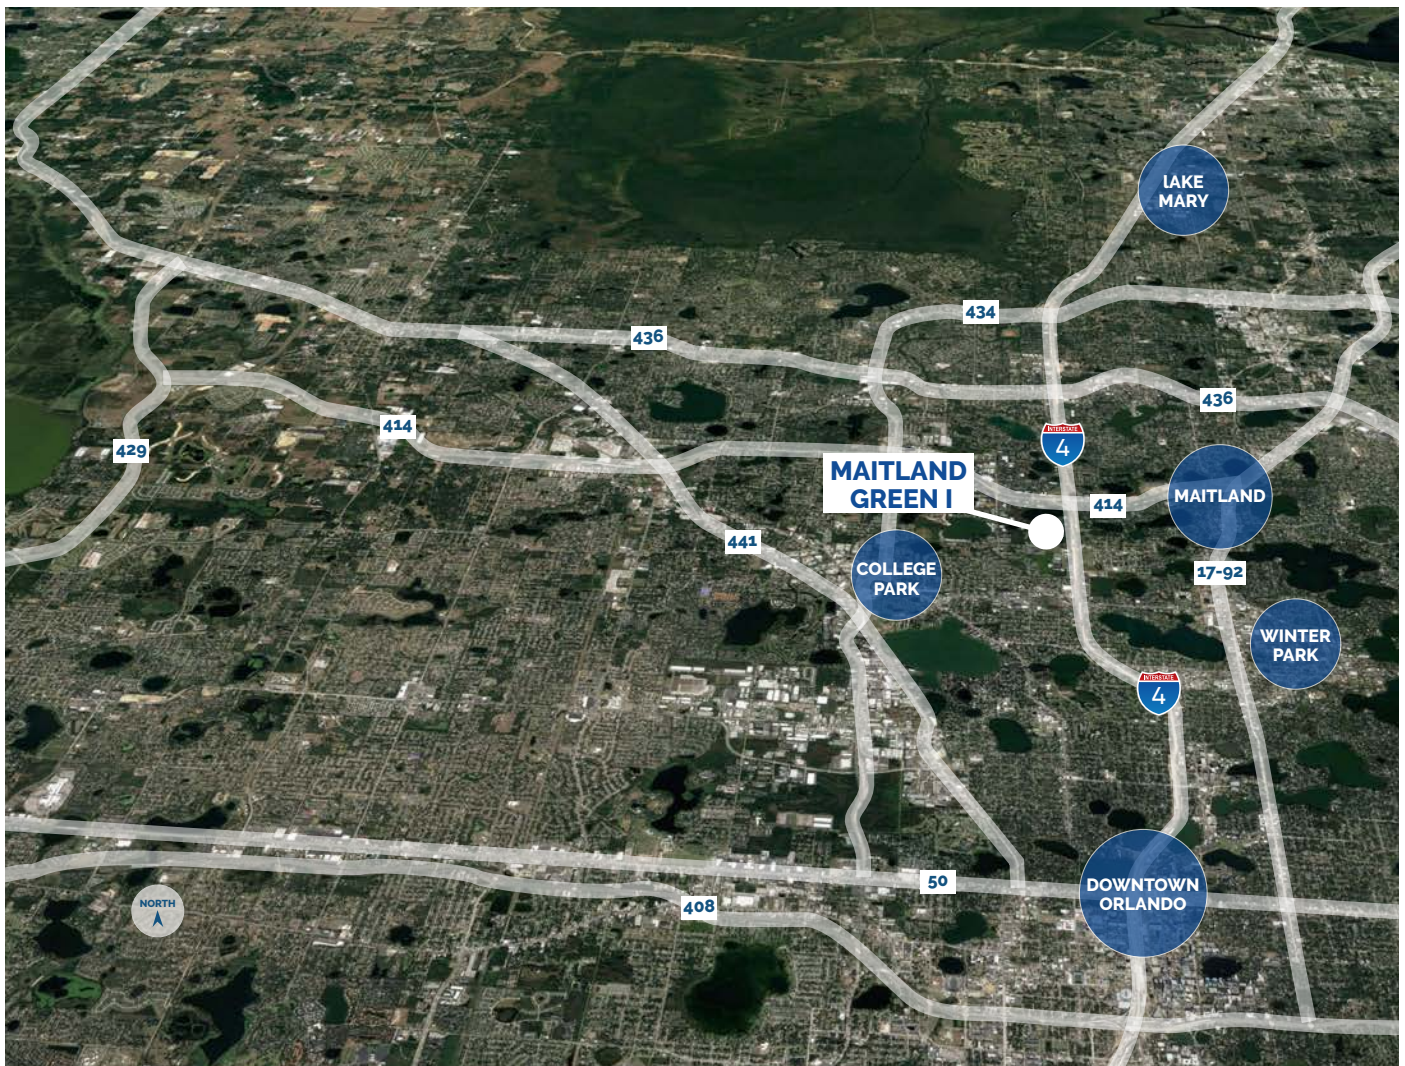 LAKE
MARY
434
436
436
414
429
INTERSTATE
4
MAITLAND
GREEN I
MAITLAND
414
441
COLLEGE
PARK
17-92
WINTER
PARK
INTERSTATE
4
50
DOWNTOWN
ORLANDO
408
NORTH